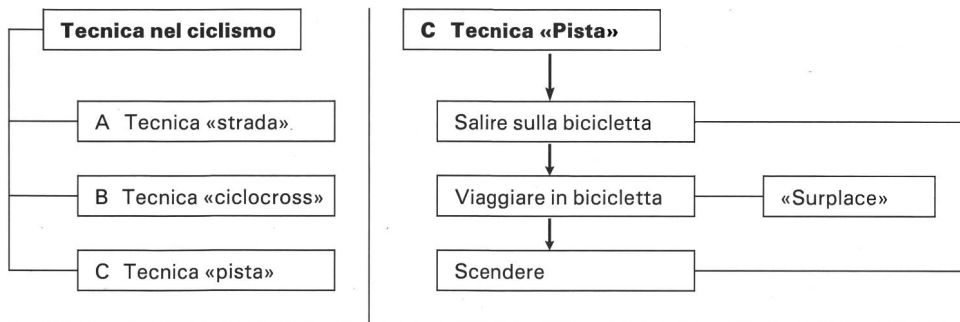 Tecnica nel ciclismo
A Tecnica «strada»
B Tecnica «ciclocross»
C Tecnica «pista»
C Tecnica «Pista»
Salire sulla bicicletta
Viaggiare in bicicletta
«Surplace»
Scendere